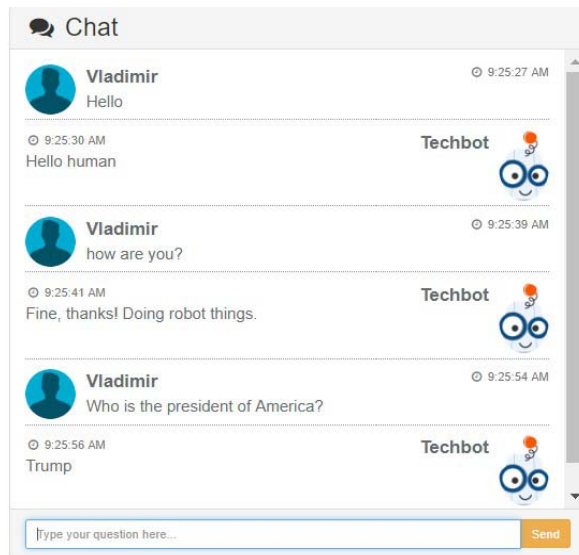 Chat
Vladimir
9:25:27 AM
Hello
9:25:30 AM
Techbot
Hello human
Vladimir
9:25:39 AM
how are you?
9:25:41 AM
Techbot
Fine, thanks! Doing robot things.
Vladimir
9:25:54 AM
Who is the president of America?
9:25:56 AM
Techbot
Trump
Type your question here...
Send